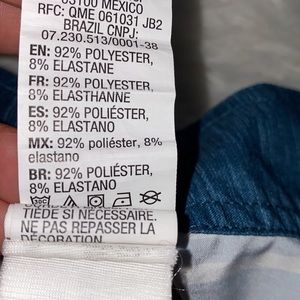 03100 MEXICO
RFC: QME 061031 JB2
BRAZIL CNPJ:
07.230.513/0001-38
EN: 92% POLYESTER,
8% ELASTANE
FR: 92% POLYESTER,
8% ELASTHANNE
ES: 92% POLIÉSTER,
8% ELASTANO
MX: 92% poliéster, 8%
elastano
BR: 92% POLIÉSTER,
8% ELASTANO
TIÈDE SI NÉCESSAIRE.
NE PAS REPASSER LA
DÉCORATION.